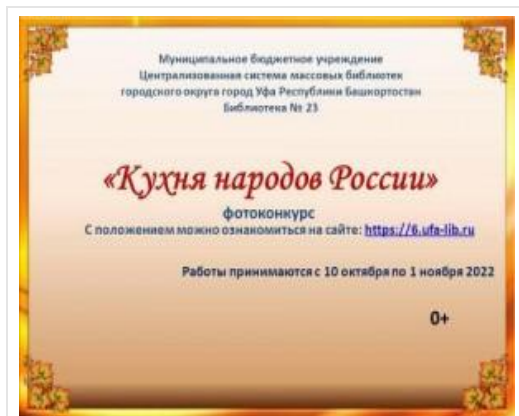 Муниципальное бюджетное учреждение
Централизованная система массовых библиотек
городского округа город Уфа Республики Башкортостан
Библиотека № 23
«Кухня народов России»
фотоконкурс
С положением можно ознакомиться на сайте: https://6.ufa-lib.ru
Работы принимаются с 10 октября по 1 ноября 2022
0+